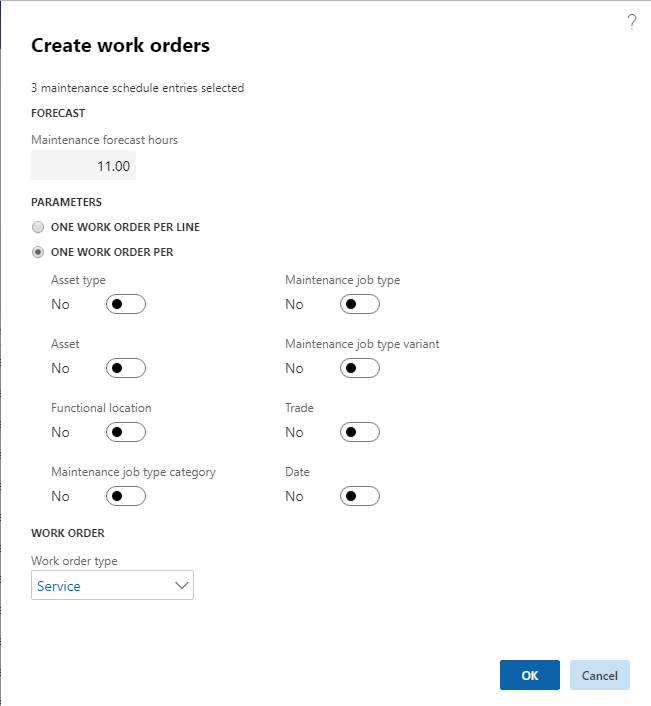 ?
Create work orders
3 maintenance schedule entries selected
FORECAST
Maintenance forecast hours
11.00
PARAMETERS
ONE WORK ORDER PER LINE
ONE WORK ORDER PER
Asset type
No
Maintenance job type
No
Asset
No
Maintenance job type variant
No
Functional location
No
Trade
No
Maintenance job type category
No
Date
No
WORK ORDER
Work order type
Service
OK
Cancel